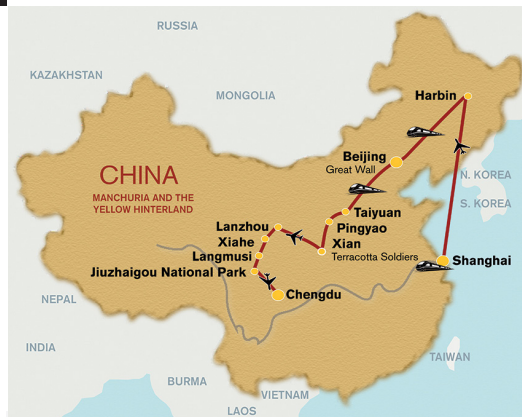 RUSSIA
KAZAKHSTAN
MONGOLIA
Harbin
Beijing
Great Wall
CHINA
MANCHURIA AND THE
YELLOW HINTERLAND
N. KOREA
S. KOREA
Taiyuan
Pingyao
Lanzhou
Xian
Xiahe
Terracotta Soldiers
Langmusi
Shanghai
Jiuzhaigou National Park
Chengdu
NEPAL
INDIA
TAIWAN
BURMA
VIETNAM
LAOS